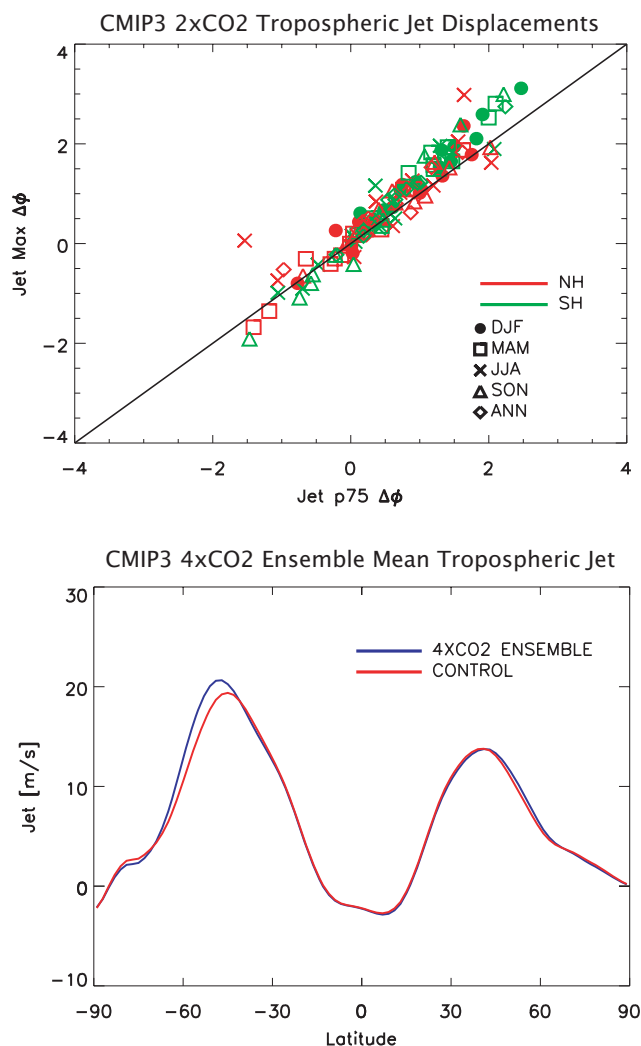 CMIP3 2xCO2 Tropospheric Jet Displacements
4
2
0
−2
−4
Jet Max Δϕ
NH
SH
DJF
MAM
JJA
SON
ANN
−4 −2 0 2 4
Jet p75 Δϕ
CMIP3 4xCO2 Ensemble Mean Tropospheric Jet
30
20
10
0
−10
Jet [m/s]
4XCO2 ENSEMBLE
CONTROL
−90 −60 −30 0 30 60 90
Latitude